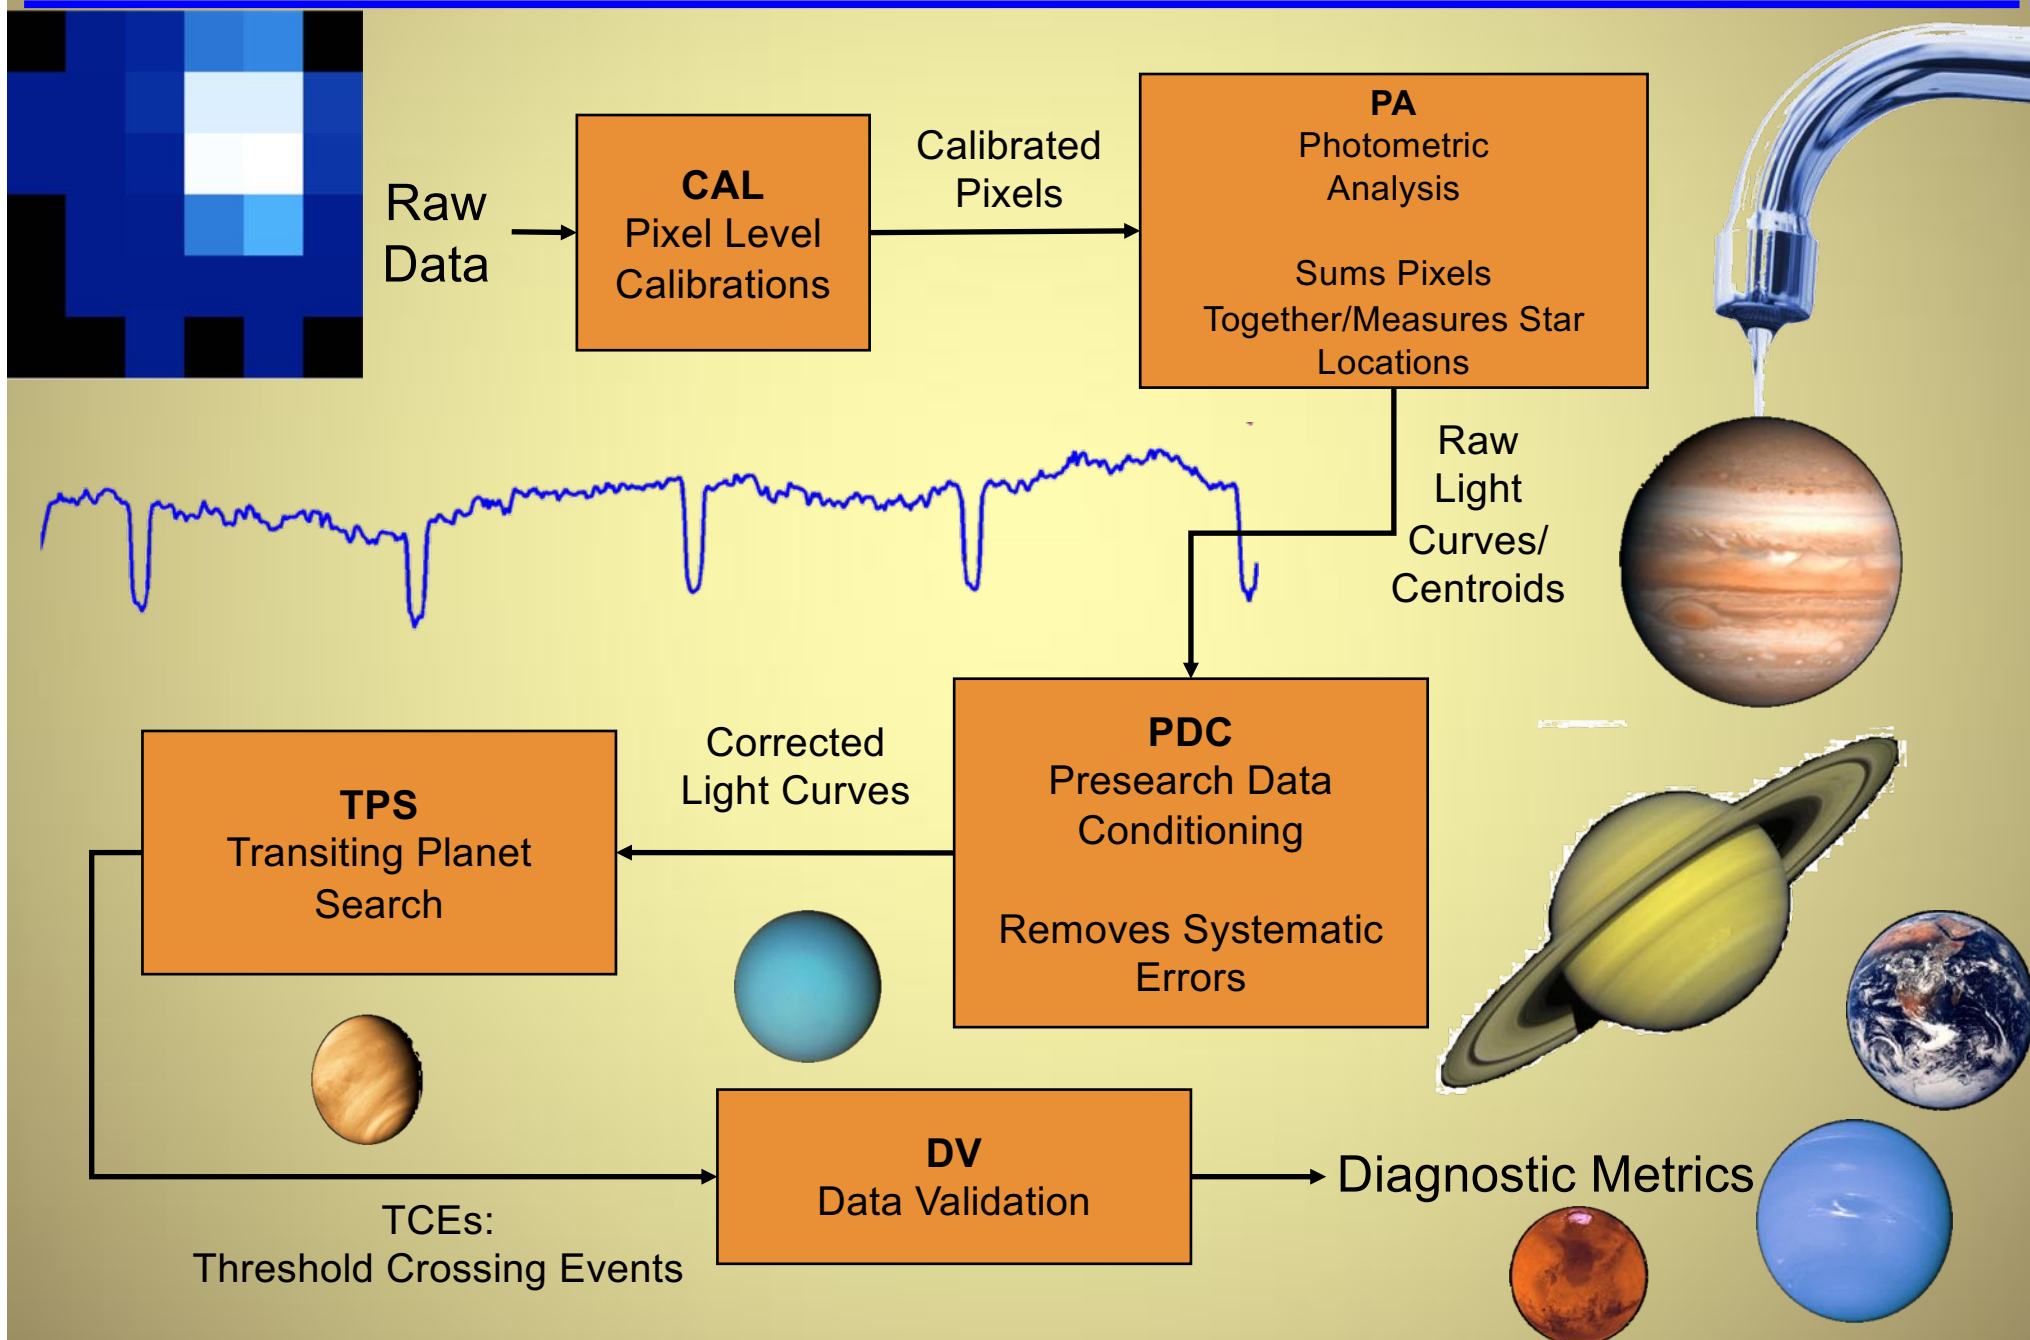 Raw
Data
CAL
Pixel Level
Calibrations
Calibrated
Pixels
PA
Photometric
Analysis
Sums Pixels
Together/Measures Star
Locations
Raw
Light
Curves/
Centroids
PDC
Presearch Data
Conditioning
Removes Systematic
Errors
Corrected
Light Curves
TPS
Transiting Planet
Search
TCEs:
Threshold Crossing Events
DV
Data Validation
Diagnostic Metrics